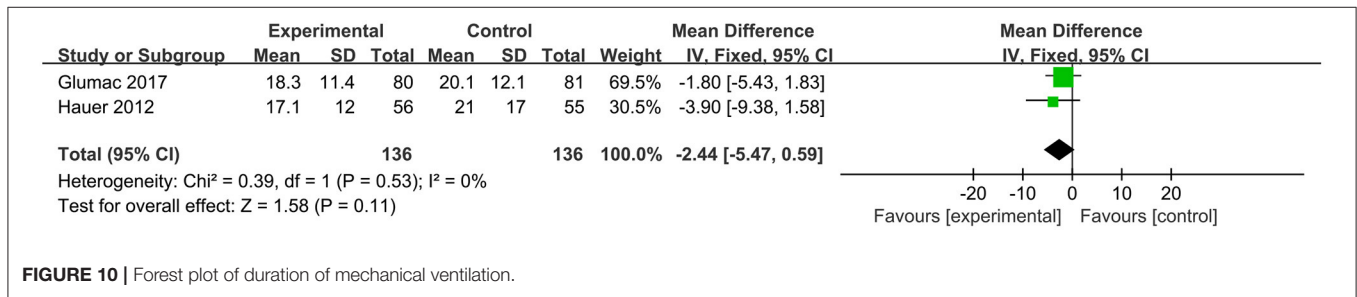 Experimental Control Mean Difference Mean Difference
Study or Subgroup Mean SD Total Mean SD Total Weight IV, Fixed, 95% CI IV, Fixed, 95% CI
Glumac 2017 18.3 11.4 80 20.1 12.1 81 69.5% -1.80 [-5.43, 1.83]
Hauer 2012 17.1 12 56 21 17 55 30.5% -3.90 [-9.38, 1.58]
Total (95% CI) 136 136 100.0% -2.44 [-5.47, 0.59]
Heterogeneity: Chi² = 0.39, df = 1 (P = 0.53); I² = 0%
Test for overall effect: Z = 1.58 (P = 0.11)
-20 -10 0 10 20
Favours [experimental] Favours [control]
FIGURE 10 | Forest plot of duration of mechanical ventilation.